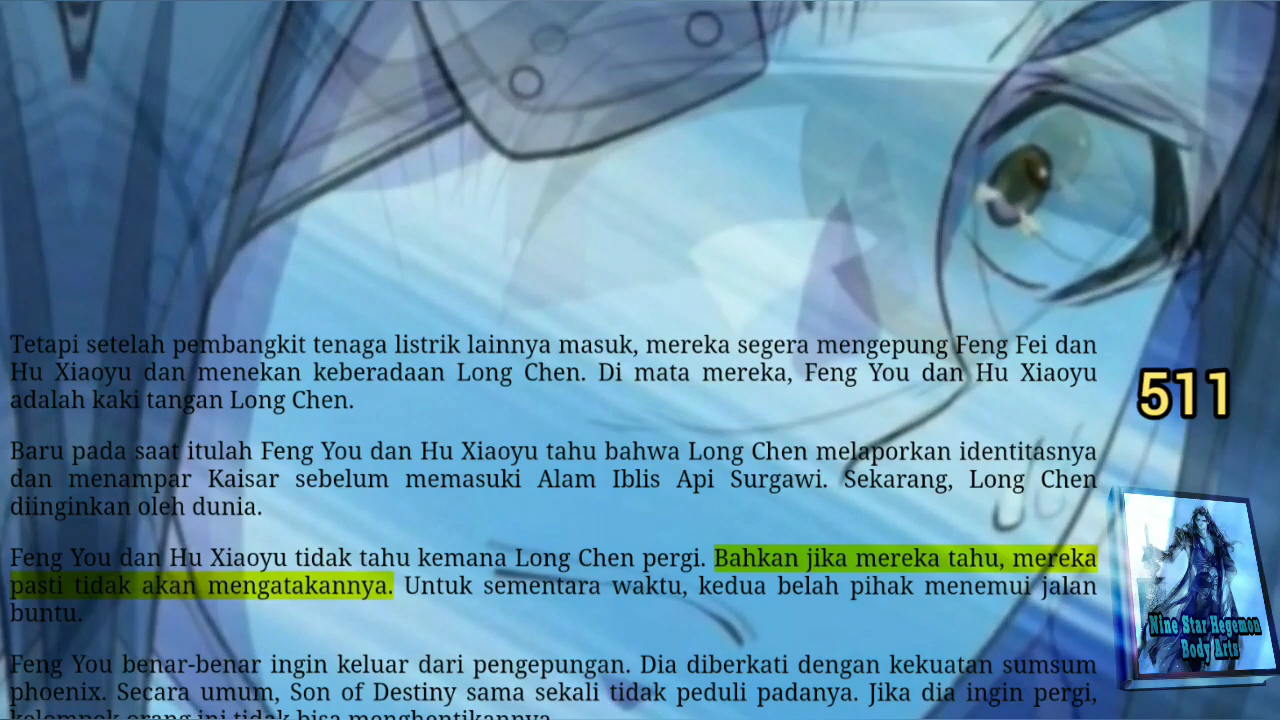 Tetapi setelah pembangkit tenaga listrik lainnya masuk, mereka segera mengepung Feng Fei dan
Hu Xiaoyu dan menekan keberadaan Long Chen. Di mata mereka, Feng You dan Hu Xiaoyu
adalah kaki tangan Long Chen.
Baru pada saat itulah Feng You dan Hu Xiaoyu tahu bahwa Long Chen melaporkan identitasnya
dan menampar Kaisar sebelum memasuki Alam Iblis Api Surgawi. Sekarang, Long Chen
diinginkan oleh dunia.
Feng You dan Hu Xiaoyu tidak tahu kemana Long Chen pergi. Bahkan jika mereka tahu, mereka
pasti tidak akan mengatakannya. Untuk sementara waktu, kedua belah pihak menemui jalan
buntu.
Feng You benar-benar ingin keluar dari pengepungan. Dia diberkati dengan kekuatan sumsum
phoenix. Secara umum, Son of Destiny sama sekali tidak peduli padanya. Jika dia ingin pergi,
kelompok orang ini tidak bisa menghentikannya.
511
Nine Star Hegemon
Body Arts